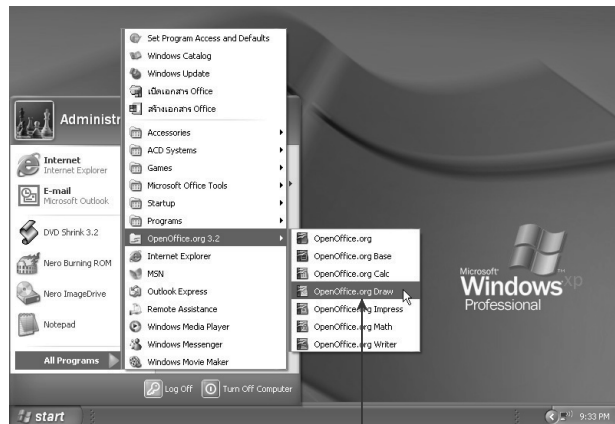 Set Program Access and Defaults
Windows Catalog
Windows Update
เปิดเอกสาร Office
สร้างเอกสาร Office
Administr
Internet
Internet Explorer
E-mail
Microsoft Outlook
DVD Shrink 3.2
Nero Burning ROM
Nero ImageDrive
Notepad
All Programs
Accessories
ACD Systems
Games
Microsoft Office Tools
Startup
Programs
OpenOffice.org 3.2
Internet Explorer
MSN
Outlook Express
Remote Assistance
Windows Media Player
Windows Messenger
Windows Movie Maker
OpenOffice.org
OpenOffice.org Base
OpenOffice.org Calc
OpenOffice.org Draw
OpenOffice.org Impress
OpenOffice.org Math
OpenOffice.org Writer
Microsoft
Windows xp
Professional
Log Off
Turn Off Computer
start
9:33 PM